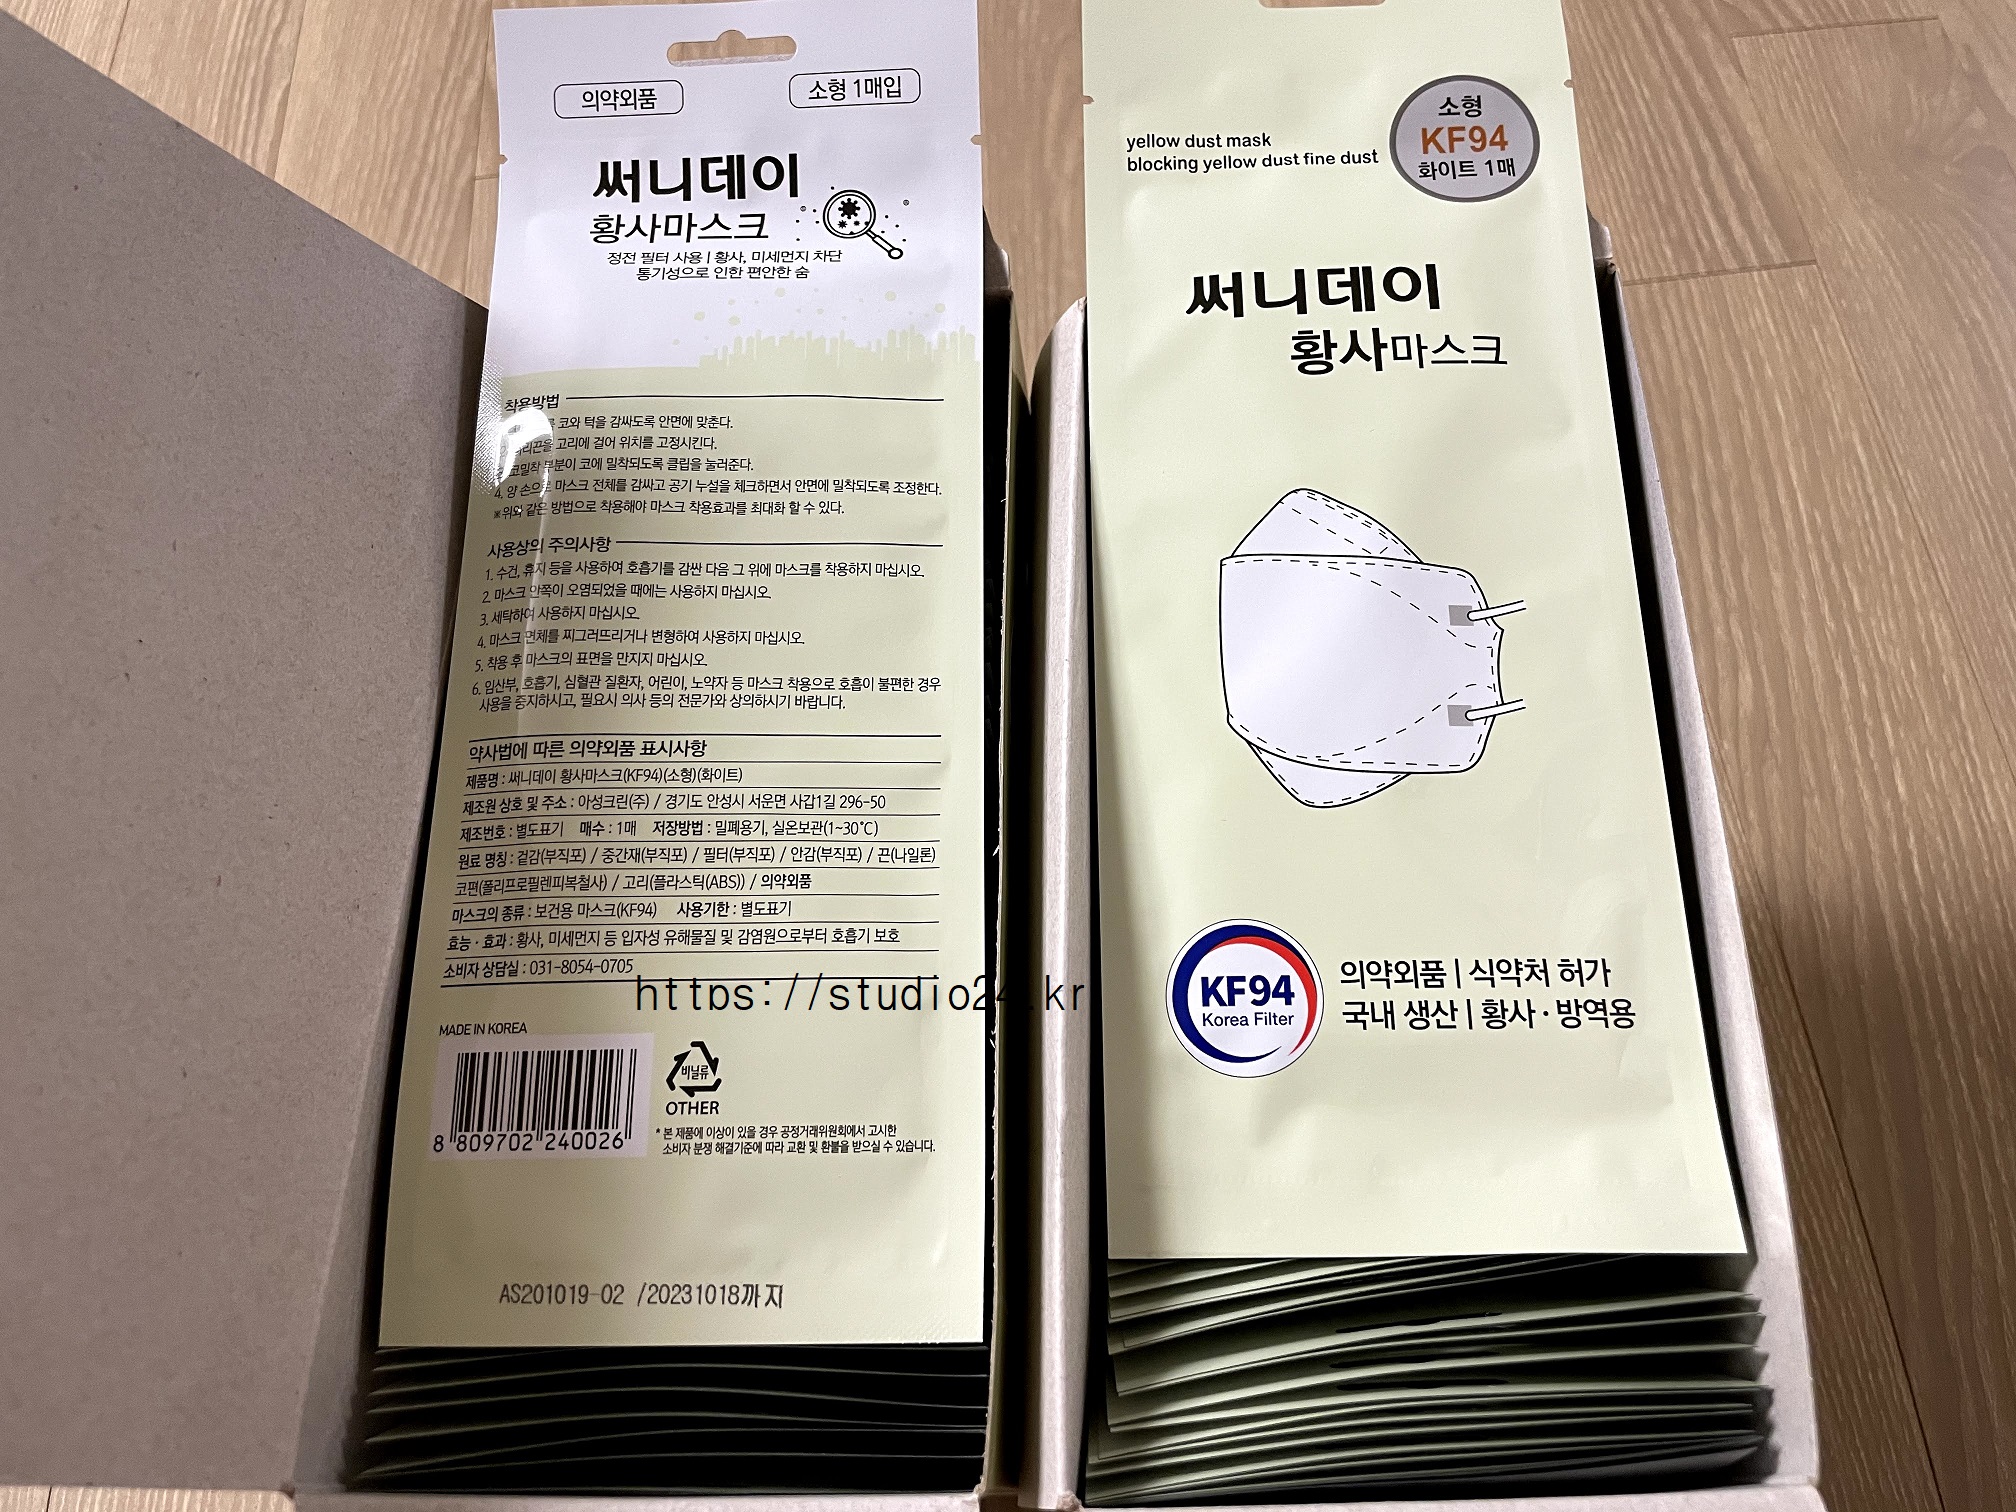 의약외품
소형 1매입
써니데이
황사마스크
정전 필터 사용 | 황사, 미세먼지 차단
통기성으로 인한 편안한 숨
착용방법
코와 턱을 감싸도록 안면에 맞춘다.
고리에 걸어 위치를 고정시킨다.
코밀착 부분이 코에 밀착되도록 클립을 눌러준다.
4. 양 손으로 마스크 전체를 감싸고 공기 누설을 체크하면서 안면에 밀착되도록 조정한다.
※위와 같은 방법으로 착용해야 마스크 착용효과를 최대화 할 수 있다.
사용상의 주의사항
1. 수건, 휴지 등을 사용하여 호흡기를 감싼 다음 그 위에 마스크를 착용하지 마십시오.
2. 마스크 안쪽이 오염되었을 때에는 사용하지 마십시오.
3. 세탁하여 사용하지 마십시오.
4. 마스크 면체를 찌그러뜨리거나 변형하여 사용하지 마십시오.
5. 착용 후 마스크의 표면을 만지지 마십시오.
6. 임산부, 호흡기, 심혈관 질환자, 어린이, 노약자 등 마스크 착용으로 호흡이 불편한 경우
사용을 중지하시고, 필요시 의사 등의 전문가와 상의하시기 바랍니다.
약사법에 따른 의약외품 표시사항
제품명 : 써니데이 황사마스크(KF94)(소형)(화이트)
제조원 상호 및 주소 : 아성크린(주) / 경기도 안성시 서운면 사갑1길 296-50
제조번호 : 별도표기 매수 : 1매 저장방법 : 밀폐용기, 실온보관(1~30℃)
원료 명칭 : 겉감(부직포) / 중간재(부직포) / 필터(부직포) / 안감(부직포) / 끈(나일론)
코편(폴리프로필렌피복철사) / 고리(플라스틱(ABS)) / 의약외품
마스크의 종류 : 보건용 마스크(KF94) 사용기한 : 별도표기
효능 · 효과 : 황사, 미세먼지 등 입자성 유해물질 및 감염원으로부터 호흡기 보호
소비자 상담실 : 031-8054-0705
https://studio24.kr
MADE IN KOREA
8 809702 240026
비닐류
OTHER
* 본 제품에 이상이 있을 경우 공정거래위원회에서 고시한
소비자 분쟁 해결기준에 따라 교환 및 환불을 받으실 수 있습니다.
AS201019-02 /20231018까지
yellow dust mask
blocking yellow dust fine dust
소형
KF94
화이트 1매
써니데이
황사마스크
KF94
Korea Filter
의약외품 | 식약처 허가
국내 생산 | 황사 · 방역용